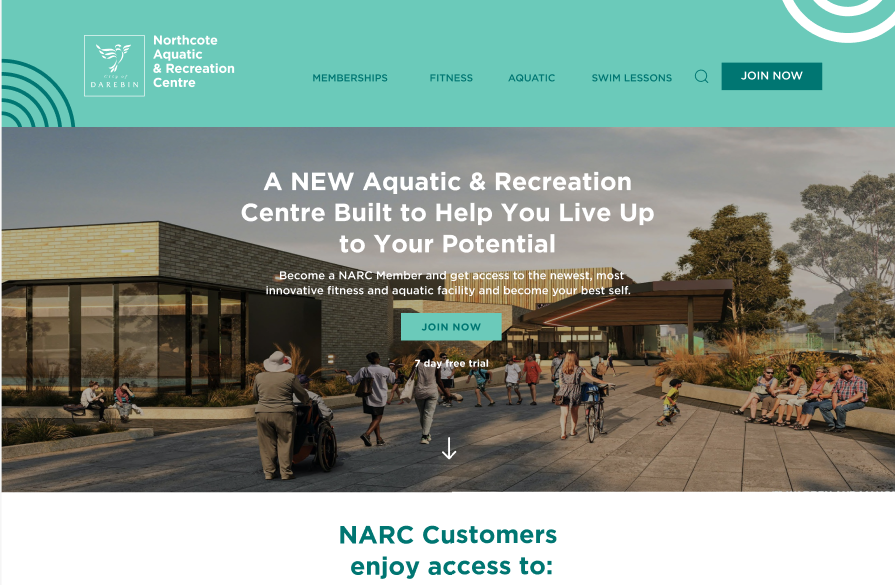 Northcote
Aquatic
& Recreation
Centre
City of
DAREBIN
MEMBERSHIPS
FITNESS
AQUATIC
SWIM LESSONS
JOIN NOW
A NEW Aquatic & Recreation
Centre Built to Help You Live Up
to Your Potential
Become a NARC Member and get access to the newest, most
innovative fitness and aquatic facility and become your best self.
JOIN NOW
7 day free trial
NARC Customers
enjoy access to: